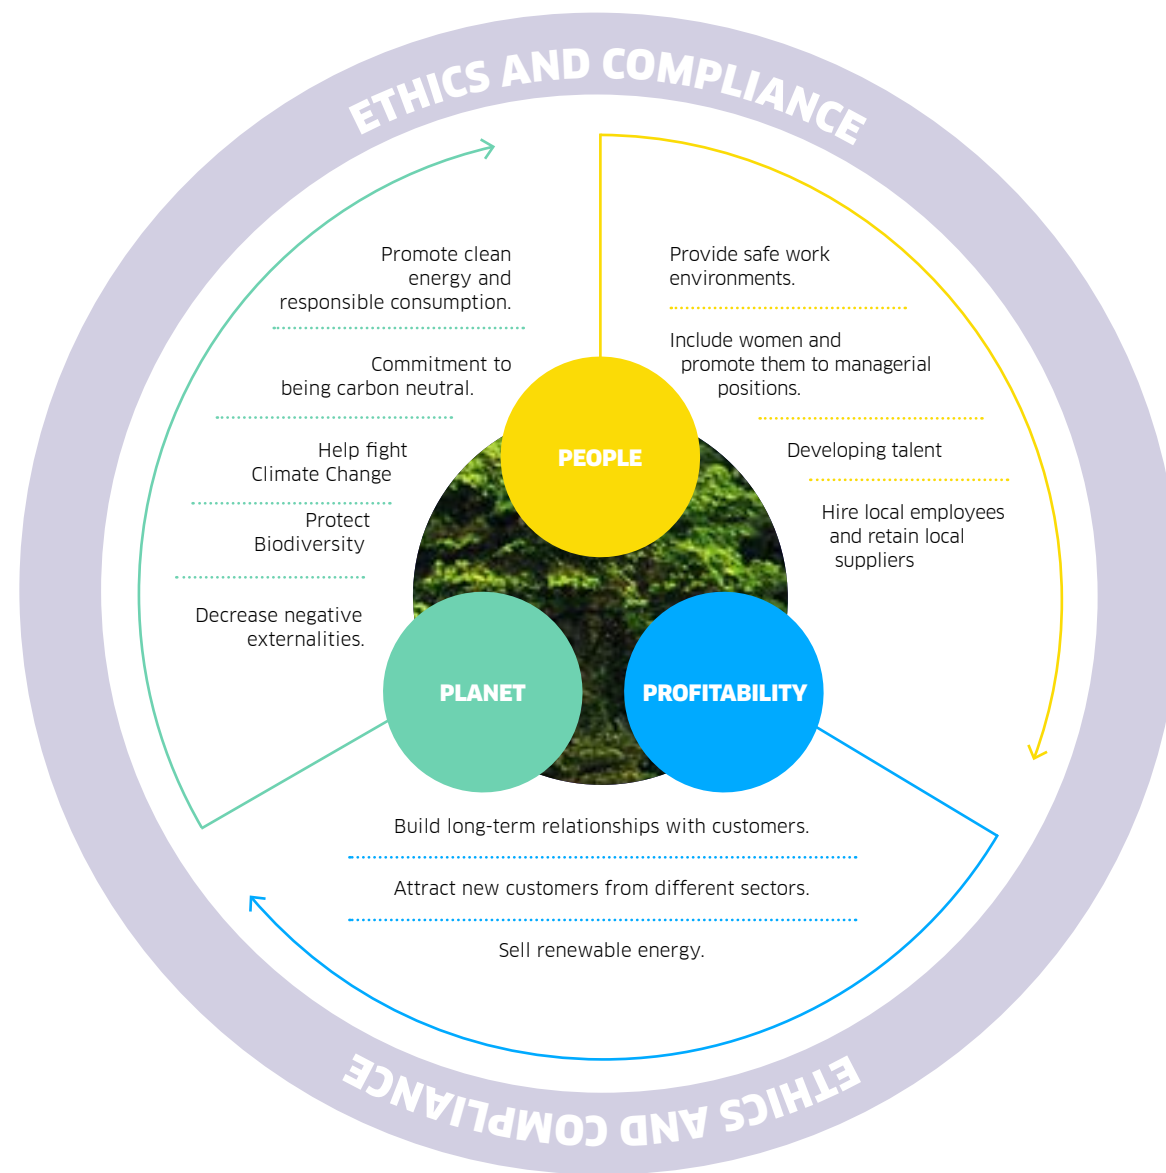 ETHICS AND COMPLIANCE
Promote clean
energy and
responsible consumption.
Commitment to
being carbon neutral.
Help fight
Climate Change
Protect
Biodiversity
Decrease negative
externalities.
Provide safe work
environments.
Include women and
promote them to managerial
positions.
Developing talent
Hire local employees
and retain local
suppliers
PEOPLE
PLANET
PROFITABILITY
Build long-term relationships with customers.
Attract new customers from different sectors.
Sell renewable energy.
ETHICS AND COMPLIANCE